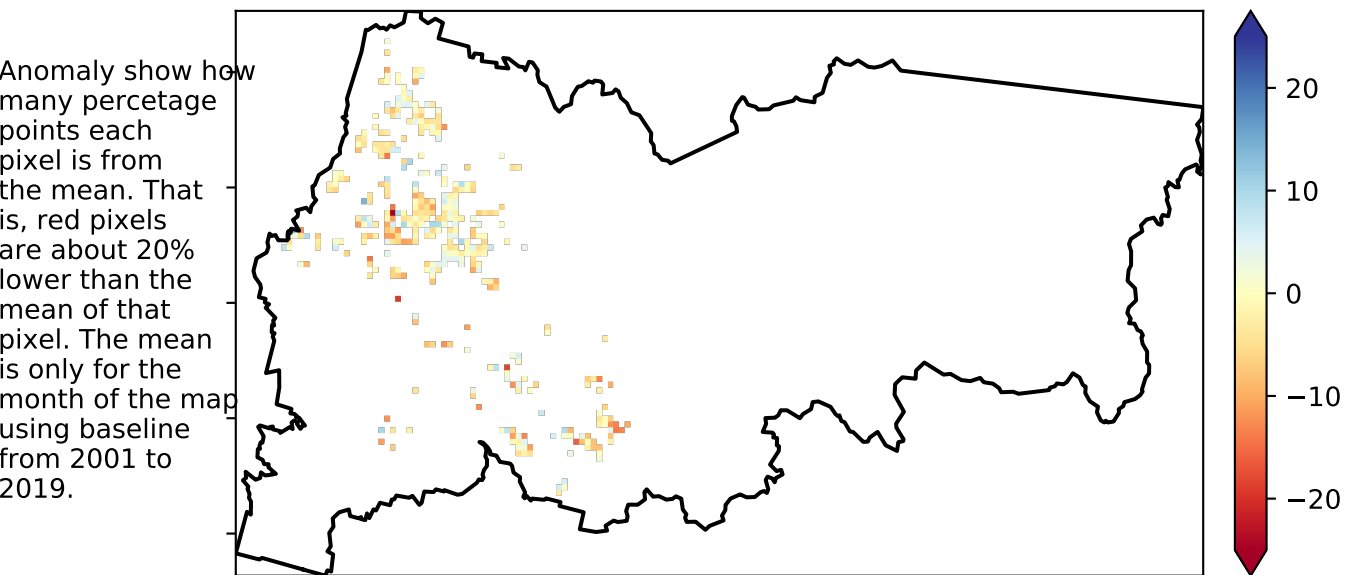 Anomaly show how
many percetage
points each
pixel is from
the mean. That
is, red pixels
are about 20%
lower than the
mean of that
pixel. The mean
is only for the
month of the map
using baseline
from 2001 to
2019.
20
10
0
−10
−20